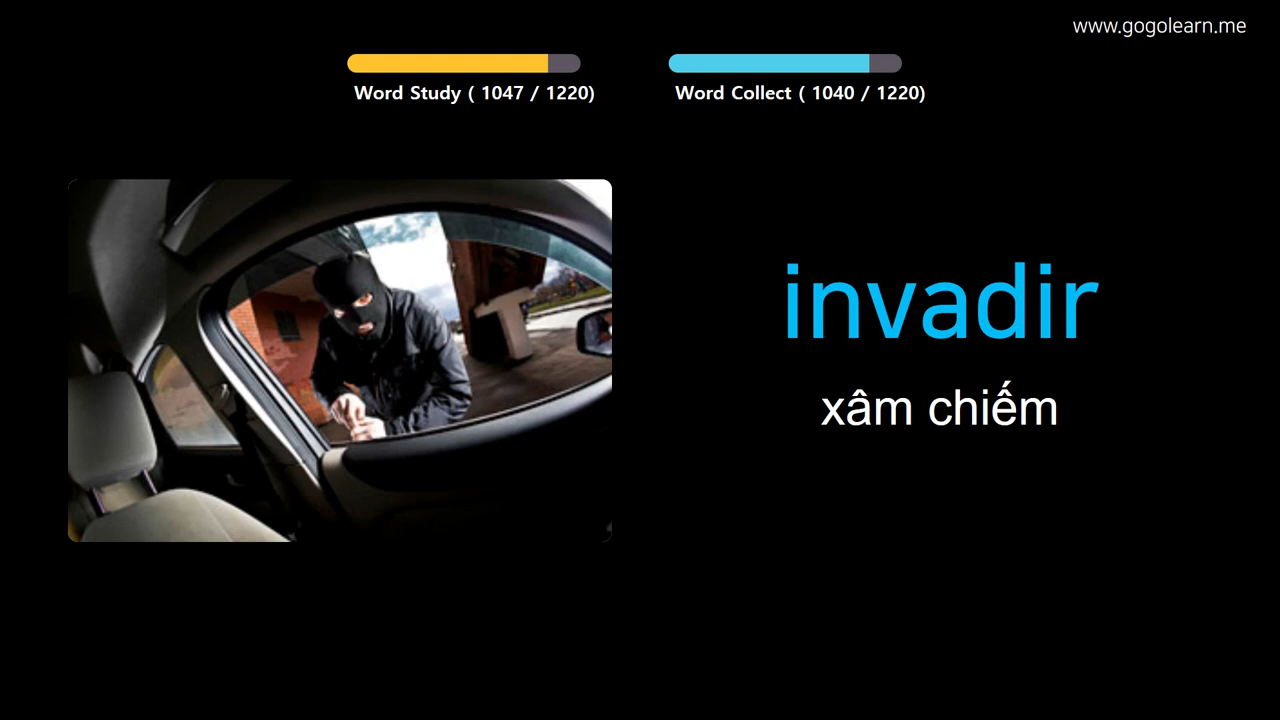 www.gogolearn.me
Word Study ( 1047 / 1220)
Word Collect ( 1040 / 1220)
invadir
xâm chiếm